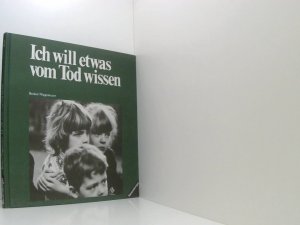 Ich will etwas
vom Tod wissen